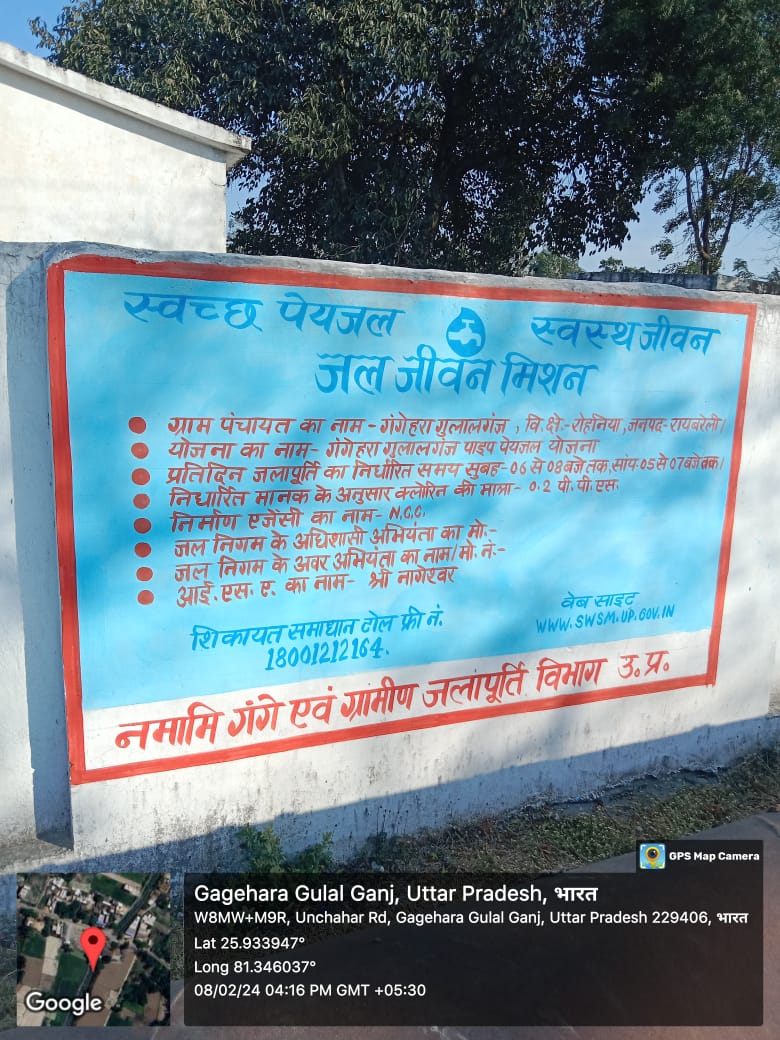 स्वच्छ पेयजल स्वस्थ जीवन
जल जीवन मिशन
ग्राम पंचायत का नाम - गंगेहरा गुलालगंज, वि.क्षे.-रोहनिया, जनपद- रायबरेली।
योजना का नाम- गंगेहरा गुलालगंज पाइप पेयजल योजना
प्रतिदिन जलापूर्ति का निर्धारित समय सुबह-06 से 08 बजे तक, सांय-05 से 07 बजे तक।
निर्धारित मानक के अनुसार क्लोरिन की मात्रा- 0.2 पी.पी.एस.
निर्माण एजेंसी का नाम- N.C.C.
जल निगम के अधिशासी अभियंता का मो.-
जल निगम के अवर अभियंता का नाम/मो. नं.-
आई.एस.ए. का नाम- श्री नागेश्वर
शिकायत समाधान टोल फ्री नं.
18001212164.
वेब साइट
WWW.SWSM.UP.GOV.IN
नमामि गंगे एवं ग्रामीण जलापूर्ति विभाग उ.प्र.
GPS Map Camera
Gagehara Gulal Ganj, Uttar Pradesh, भारत
W8MW+M9R, Unchahar Rd, Gagehara Gulal Ganj, Uttar Pradesh 229406, भारत
Lat 25.933947°
Long 81.346037°
08/02/24 04:16 PM GMT +05:30
Google